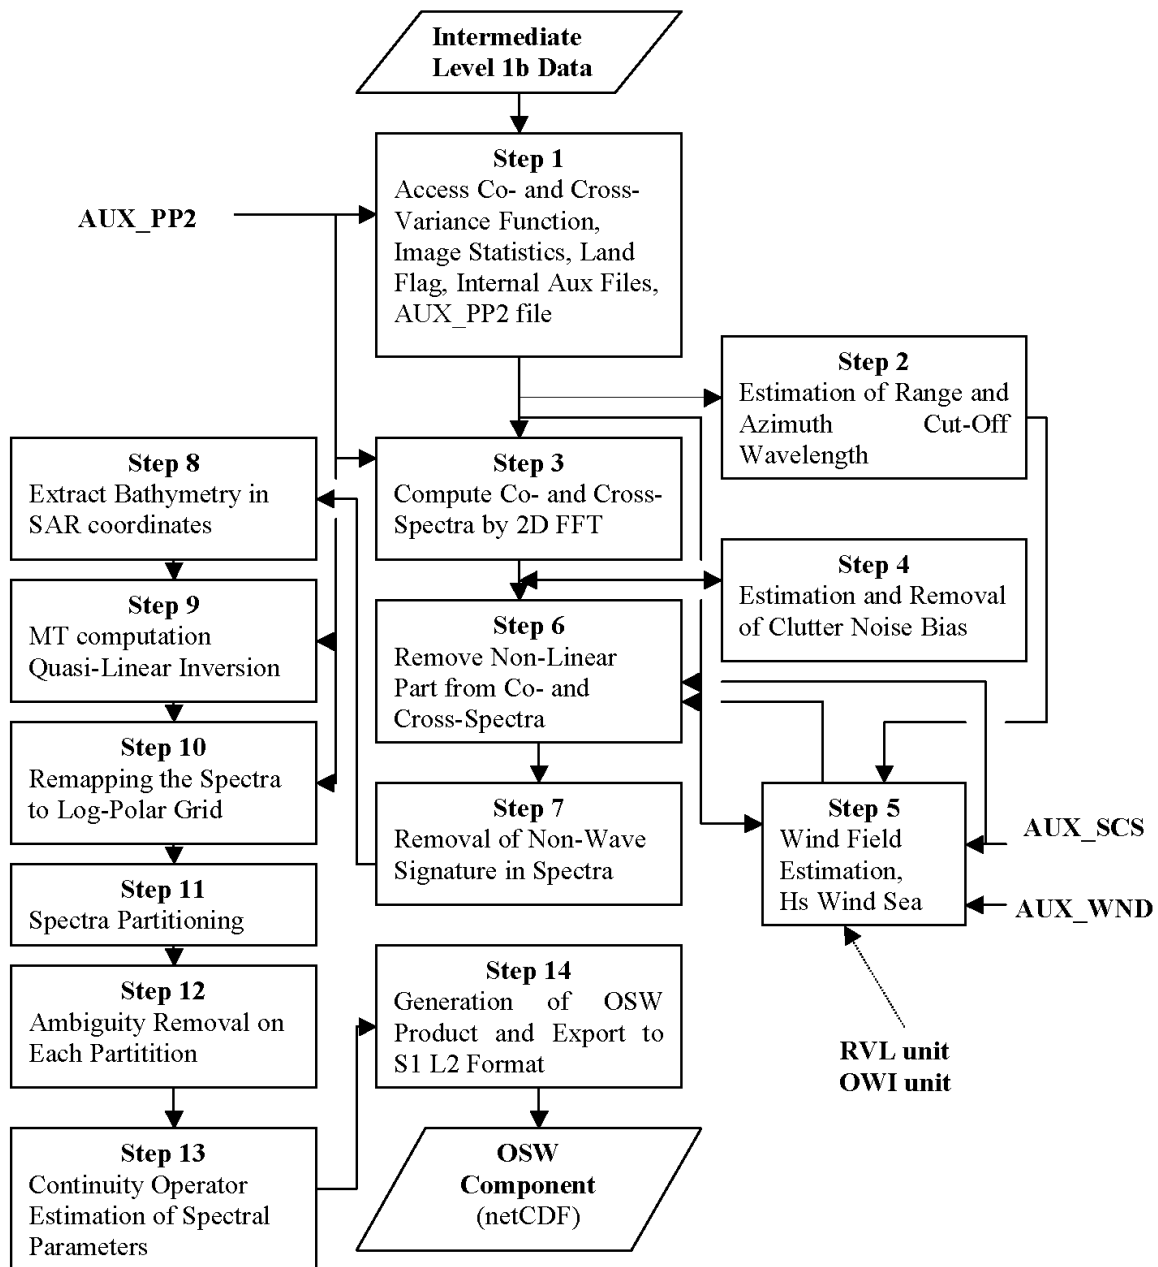 Intermediate
Level 1b Data
Step 1
Access Co- and Cross-
Variance Function,
Image Statistics, Land
Flag, Internal Aux Files,
AUX_PP2 file
AUX_PP2
Step 2
Estimation of Range and
Azimuth Cut-Off
Wavelength
Step 3
Compute Co- and Cross-
Spectra by 2D FFT
Step 4
Estimation and Removal
of Clutter Noise Bias
Step 5
Wind Field
Estimation,
Hs Wind Sea
AUX_SCS
AUX_WND
RVL unit
OWI unit
Step 6
Remove Non-Linear
Part from Co- and
Cross-Spectra
Step 7
Removal of Non-Wave
Signature in Spectra
Step 8
Extract Bathymetry in
SAR coordinates
Step 9
MT computation
Quasi-Linear Inversion
Step 10
Remapping the Spectra
to Log-Polar Grid
Step 11
Spectra Partitioning
Step 12
Ambiguity Removal on
Each Partitition
Step 13
Continuity Operator
Estimation of Spectral
Parameters
Step 14
Generation of OSW
Product and Export to
S1 L2 Format
OSW
Component
(netCDF)